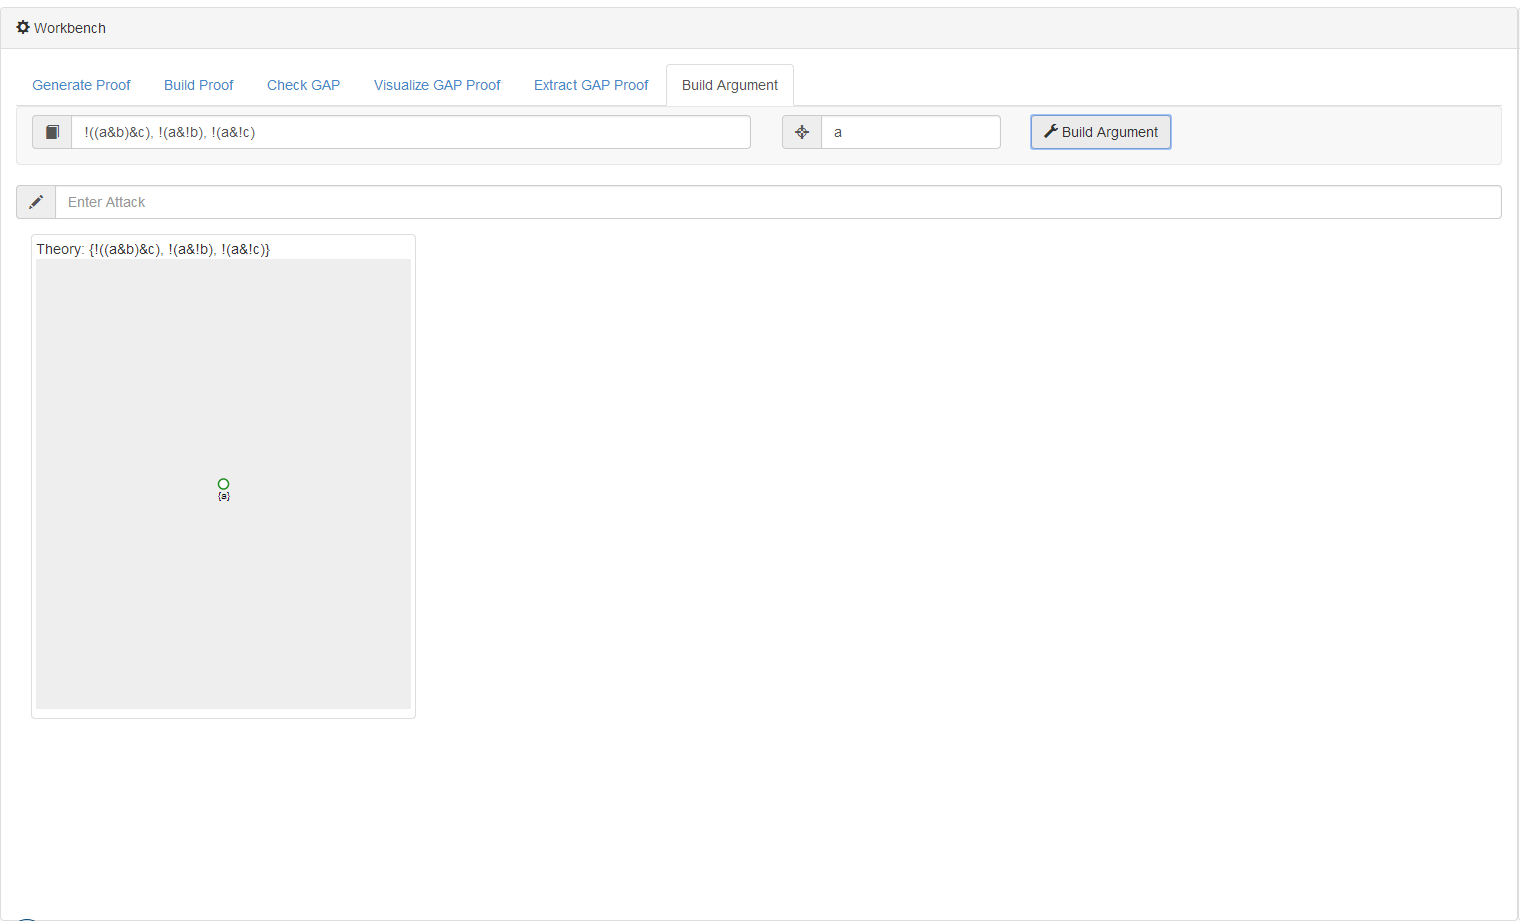 Workbench
Generate Proof Build Proof Check GAP Visualize GAP Proof Extract GAP Proof Build Argument
!((a&b)&c), !(a&!b), !(a&!c) a Build Argument
Enter Attack
Theory: {!((a&b)&c), !(a&!b), !(a&!c)}
{a}